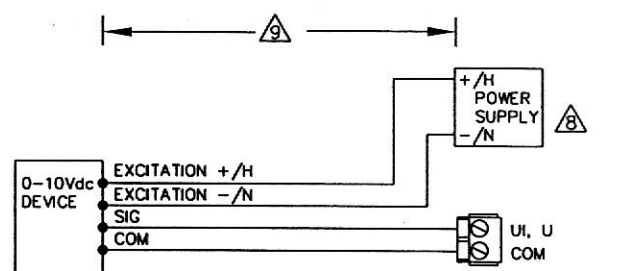 9
+/H
POWER
SUPPLY
-/N
8
0-10Vdc
DEVICE
EXCITATION +/H
EXCITATION -/N
SIG
COM
UI, U
COM